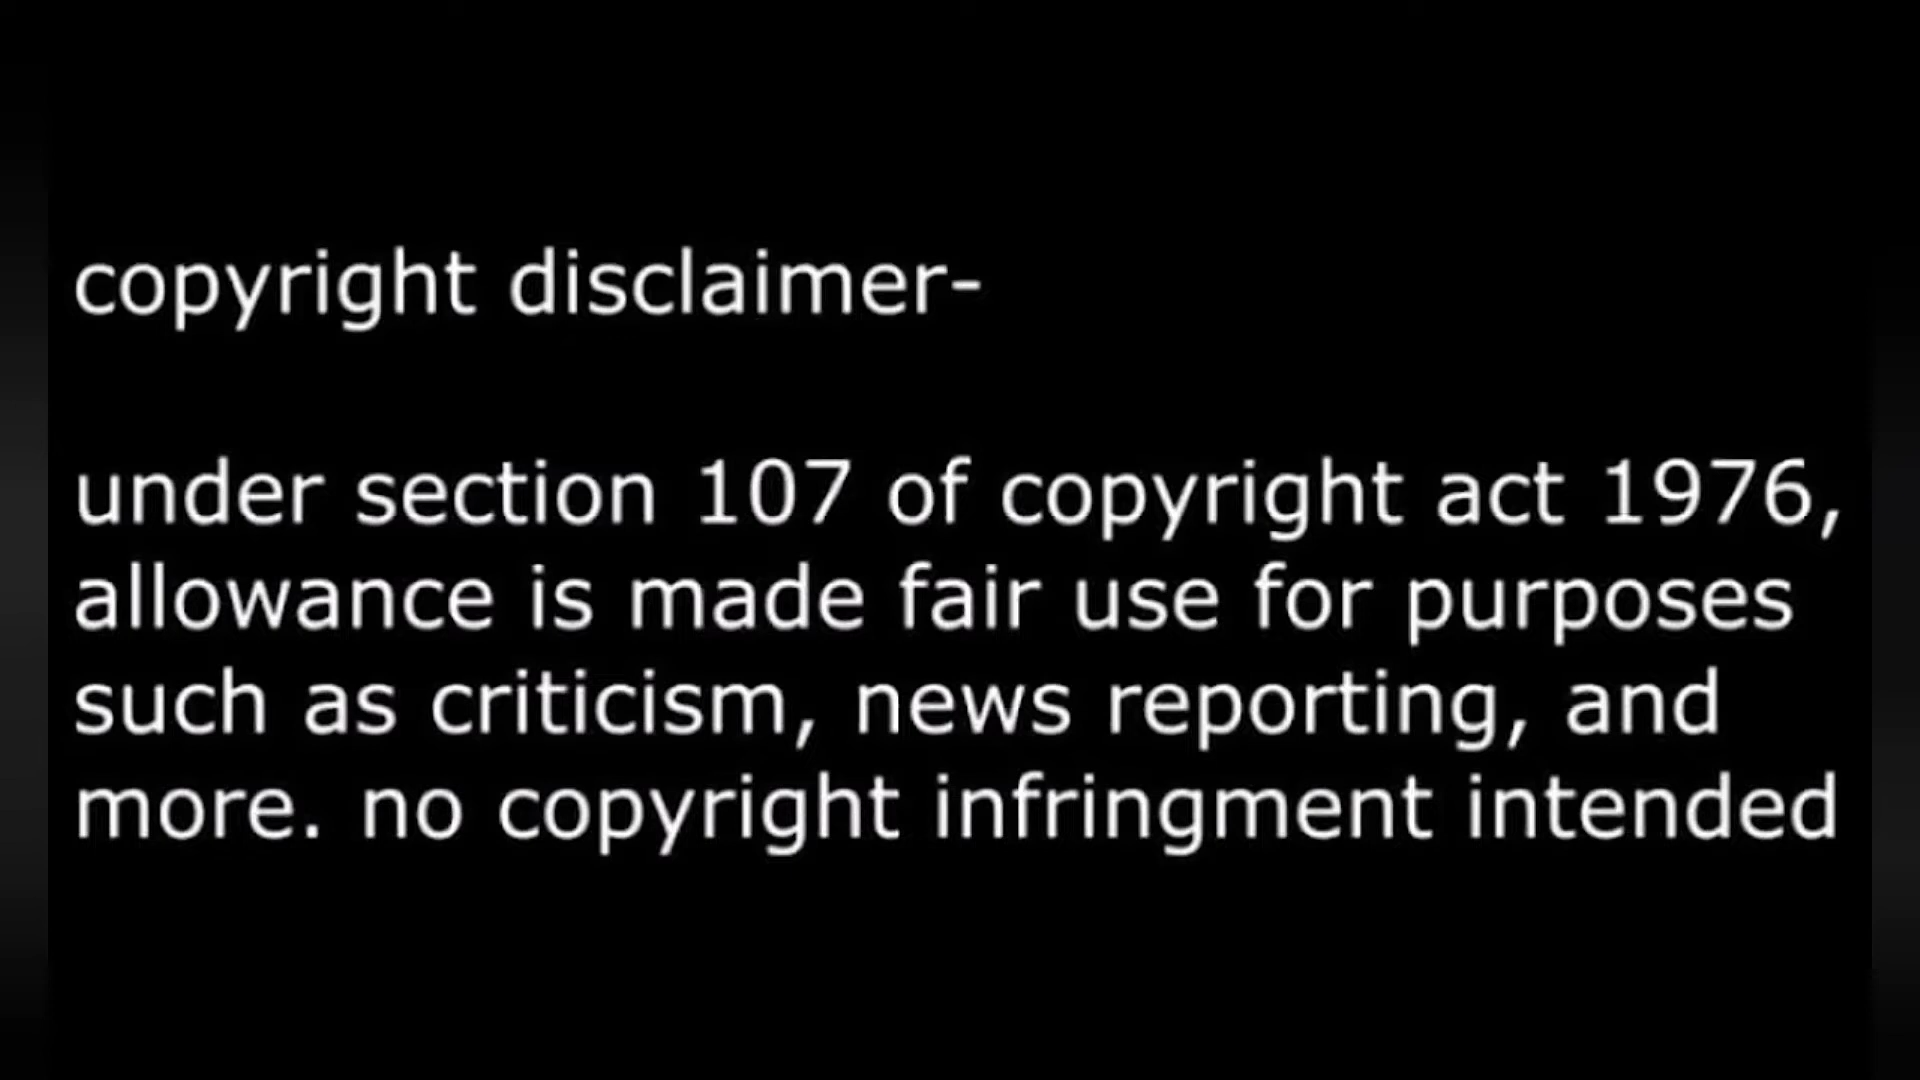 copyright disclaimer-
under section 107 of copyright act 1976,
allowance is made fair use for purposes
such as criticism, news reporting, and
more. no copyright infringment intended